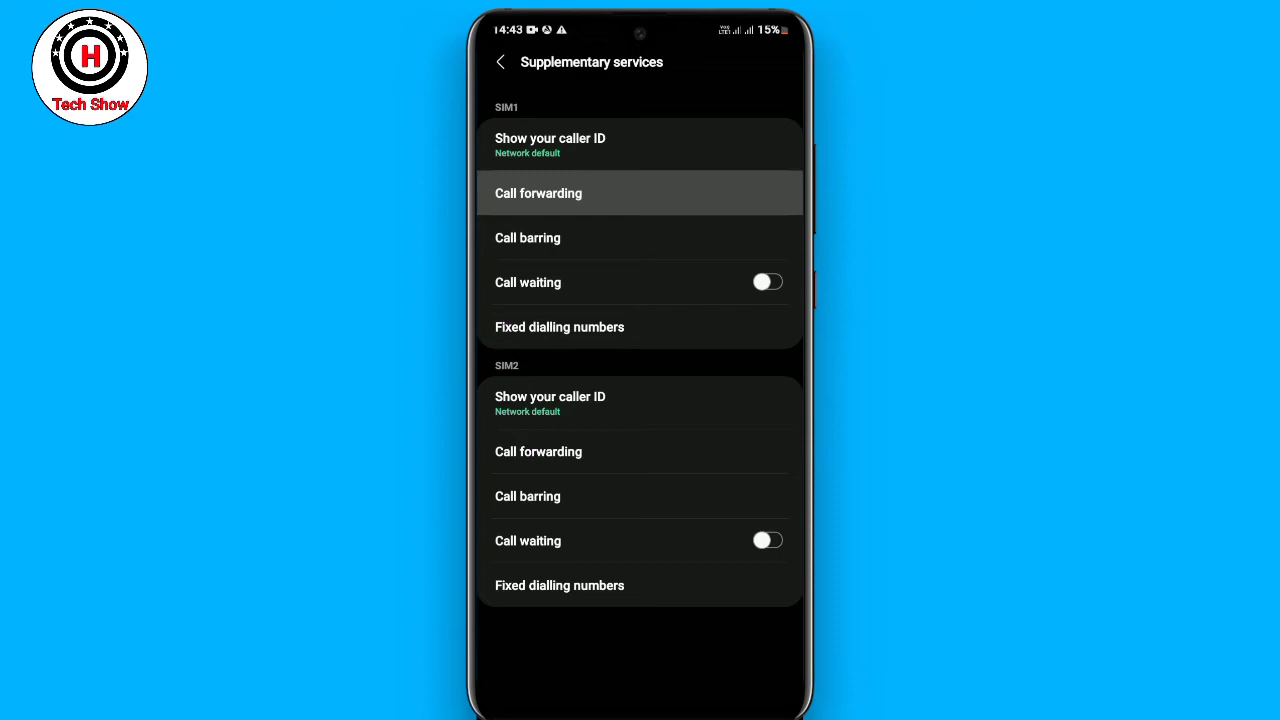 H
Tech Show
14:43
15%
Supplementary services
SIM1
Show your caller ID
Network default
Call forwarding
Call barring
Call waiting
Fixed dialling numbers
SIM2
Show your caller ID
Network default
Call forwarding
Call barring
Call waiting
Fixed dialling numbers